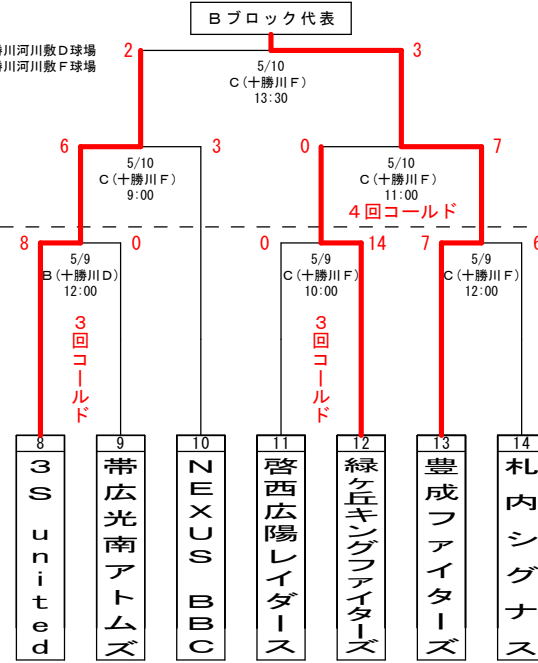 Bブロック代表
勝川河川敷D球場
勝川河川敷F球場
2
3
5/10
C(十勝川F)
13:30
6
3
0
7
5/10
C(十勝川F)
9:00
5/10
C(十勝川F)
11:00
4回コールド
8
0
0
14
7
6
5/9
B(十勝川D)
12:00
5/9
C(十勝川F)
10:00
5/9
C(十勝川F)
12:00
3回コールド
3回コールド
8
9
10
11
12
13
14
3S united
帯広光南アトムズ
NEXUS BBC
啓西広陽レイダース
緑ヶ丘キングファイターズ
豊成ファイターズ
札内シグナス